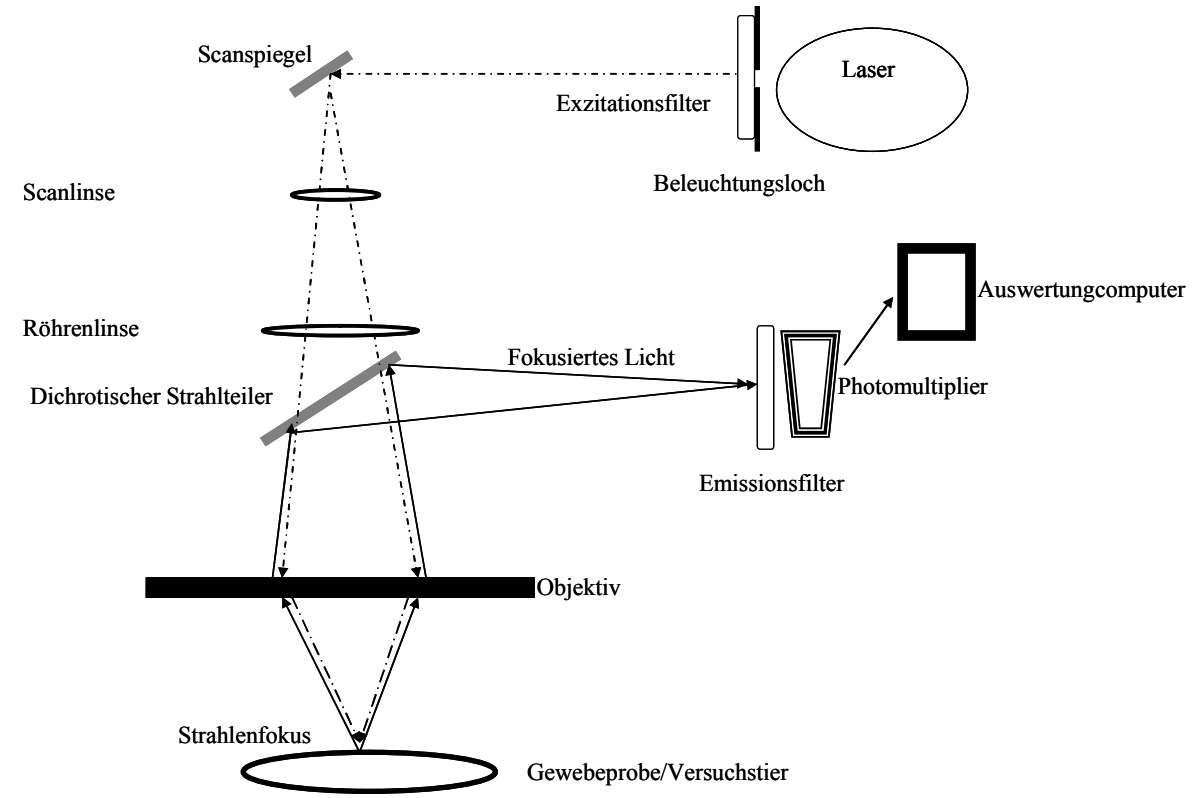 Scanspiegel
Laser
Exzitationsfilter
Beleuchtungsloch
Scanlinse
Auswertungcomputer
Röhrenlinse
Fokusiertes Licht
Dichrotischer Strahlteiler
Photomultiplier
Emissionsfilter
Objektiv
Strahlenfokus
Gewebeprobe/Versuchstier